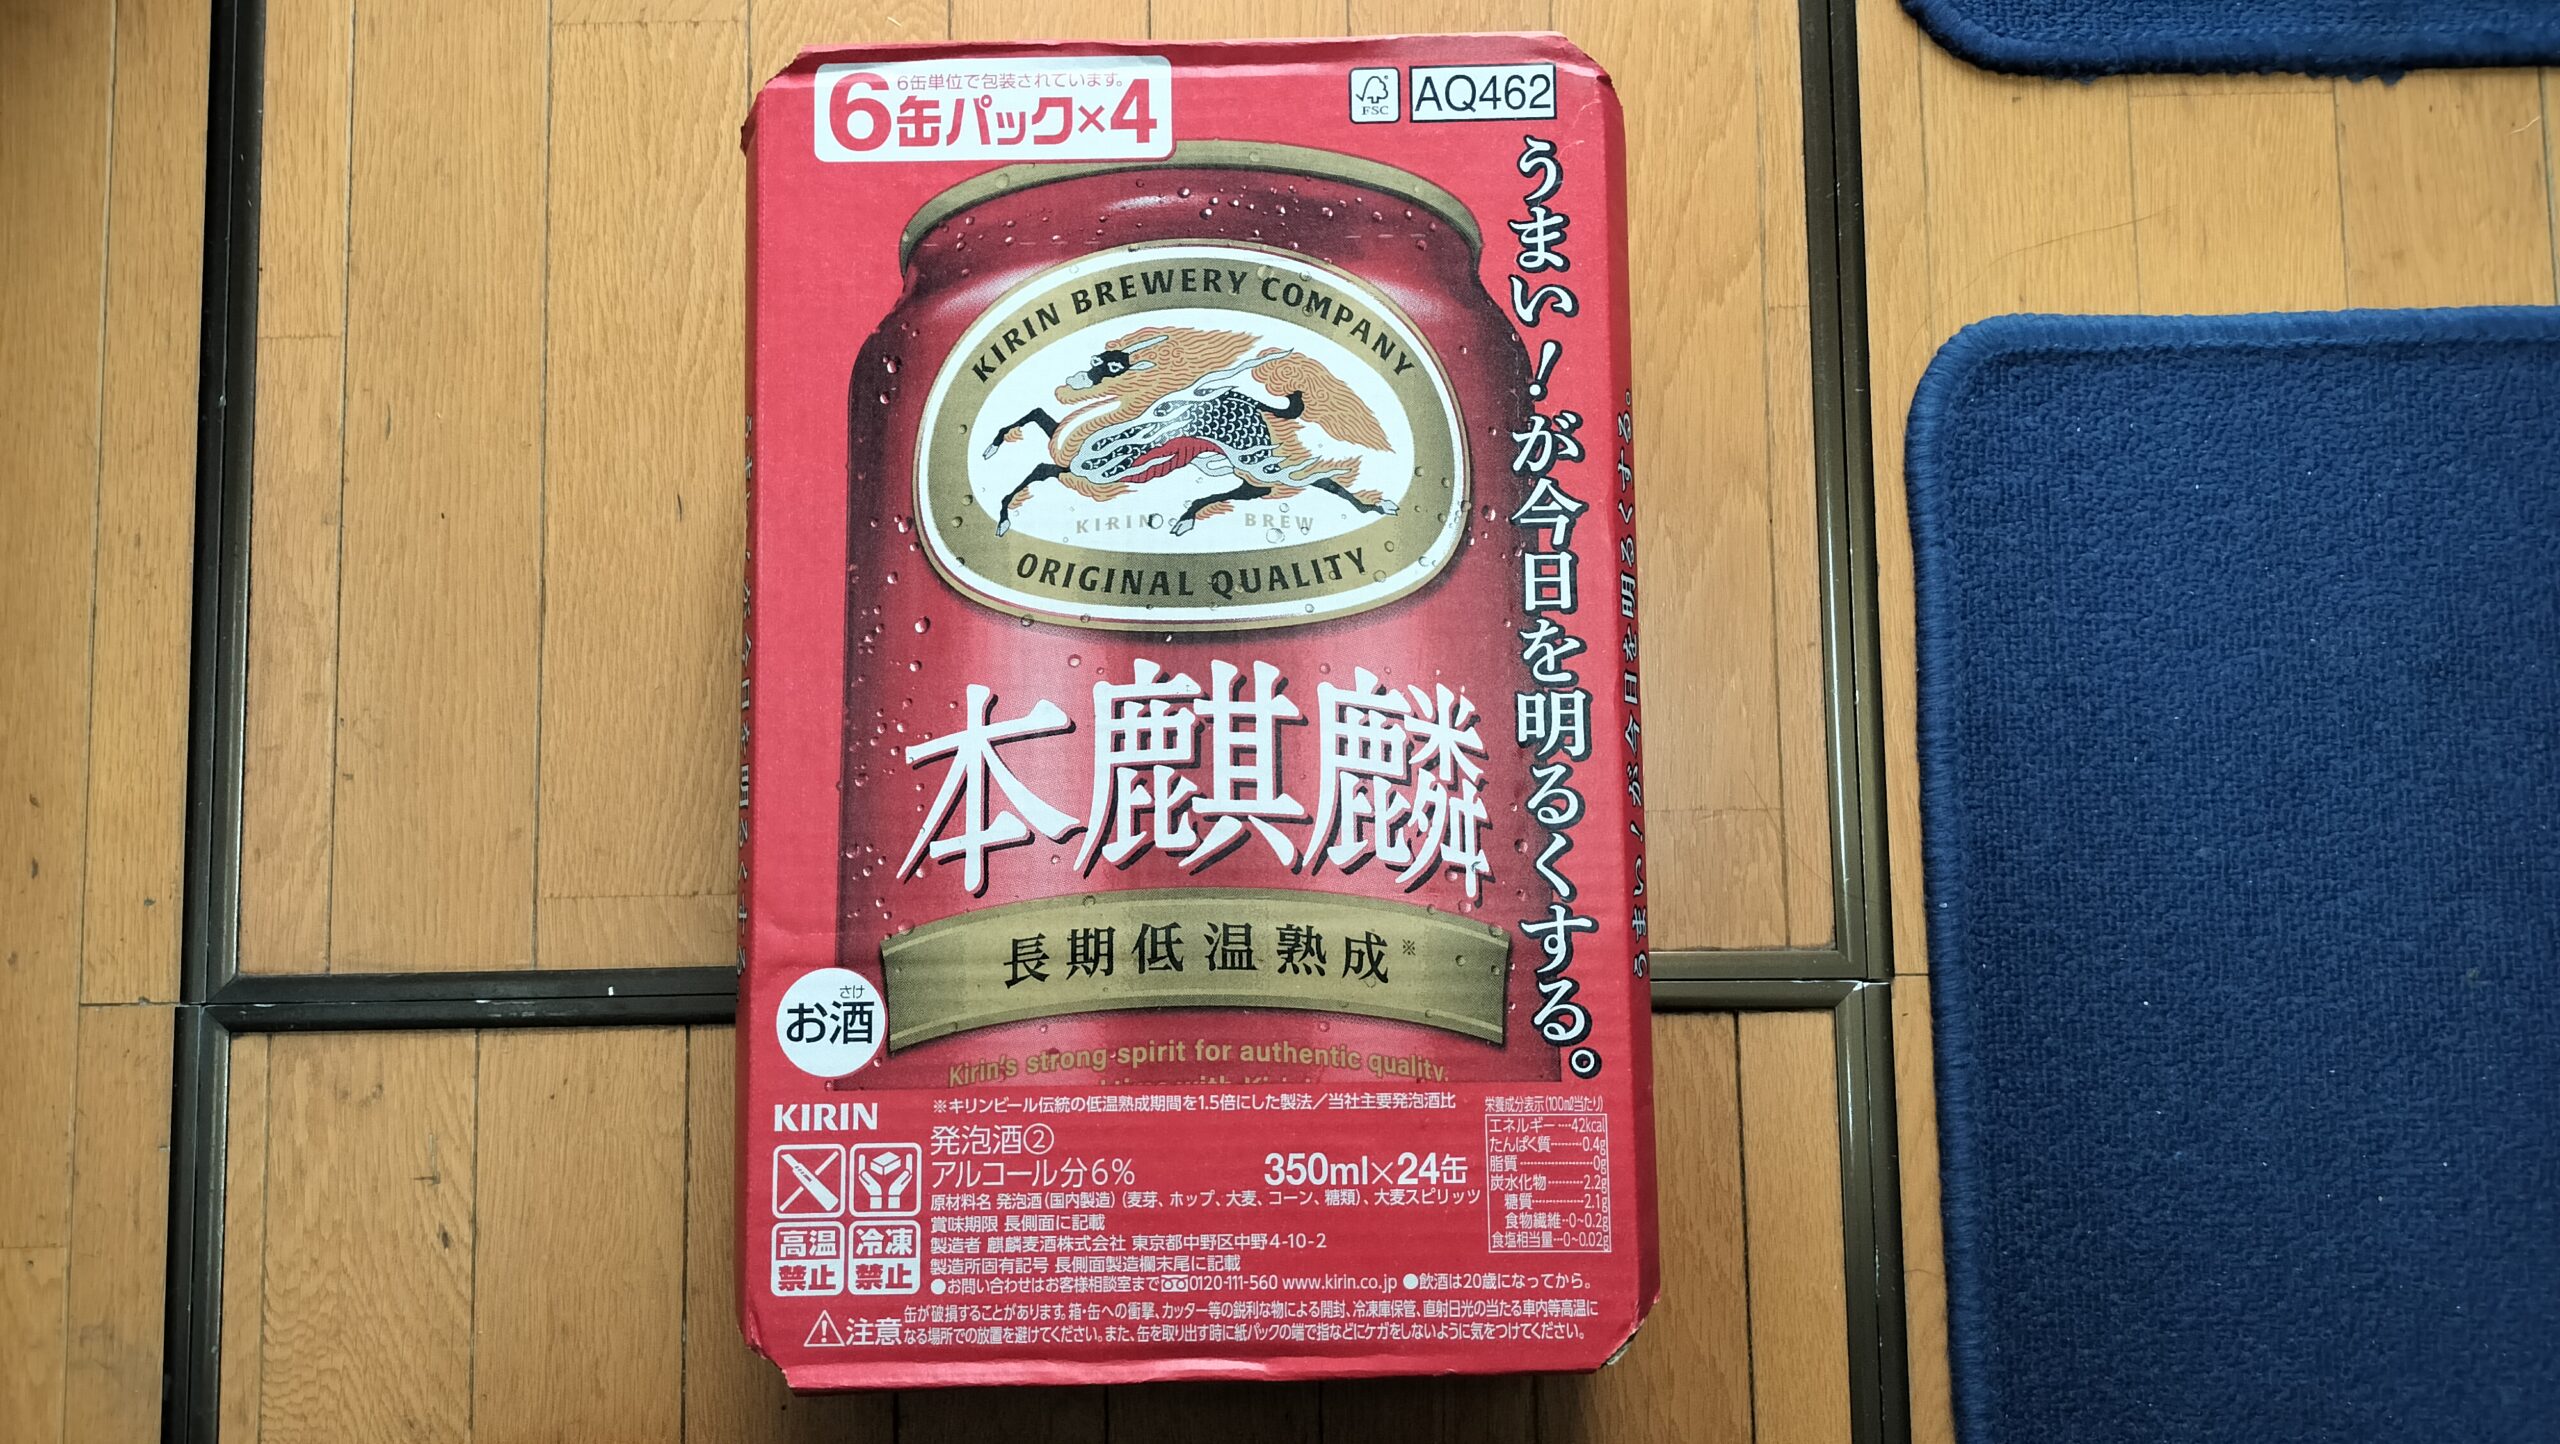 6缶単位で包装されています。
6缶パック×4
FSC
AQ462
うまい！が今日を明るくする。
KIRIN BREWERY COMPANY
KIRIN BREW
ORIGINAL QUALITY
本麒麟
長期低温熟成※
さけ
お酒
Kirin's strong spirit for authentic quality.
KIRIN
※キリンビール伝統の低温熟成期間を1.5倍にした製法／当社主要発泡酒比
発泡酒②
アルコール分6%
350ml×24缶
原材料名 発泡酒（国内製造）（麦芽、ホップ、大麦、コーン、糖類）、大麦スピリッツ
賞味期限 長側面に記載
製造者 麒麟麦酒株式会社 東京都中野区中野4-10-2
製造所固有記号 長側面製造欄末尾に記載
●お問い合わせはお客様相談室まで0120-111-560 www.kirin.co.jp ●飲酒は20歳になってから。
栄養成分表示（100ml当たり）
エネルギー…42kcal
たんぱく質…0.4g
脂質…0g
炭水化物…2.2g
糖質…2.1g
食物繊維…0~0.2g
食塩相当量…0~0.02g
高温禁止
冷凍禁止
注意
缶が破損することがあります。箱・缶への衝撃、カッター等の鋭利な物による開封、冷凍庫保管、直射日光の当たる車内等高温に
なる場所での放置を避けてください。また、缶を取り出す時に紙パックの端で指などにケガをしないように気をつけてください。
うまい！が今日を明るくする。